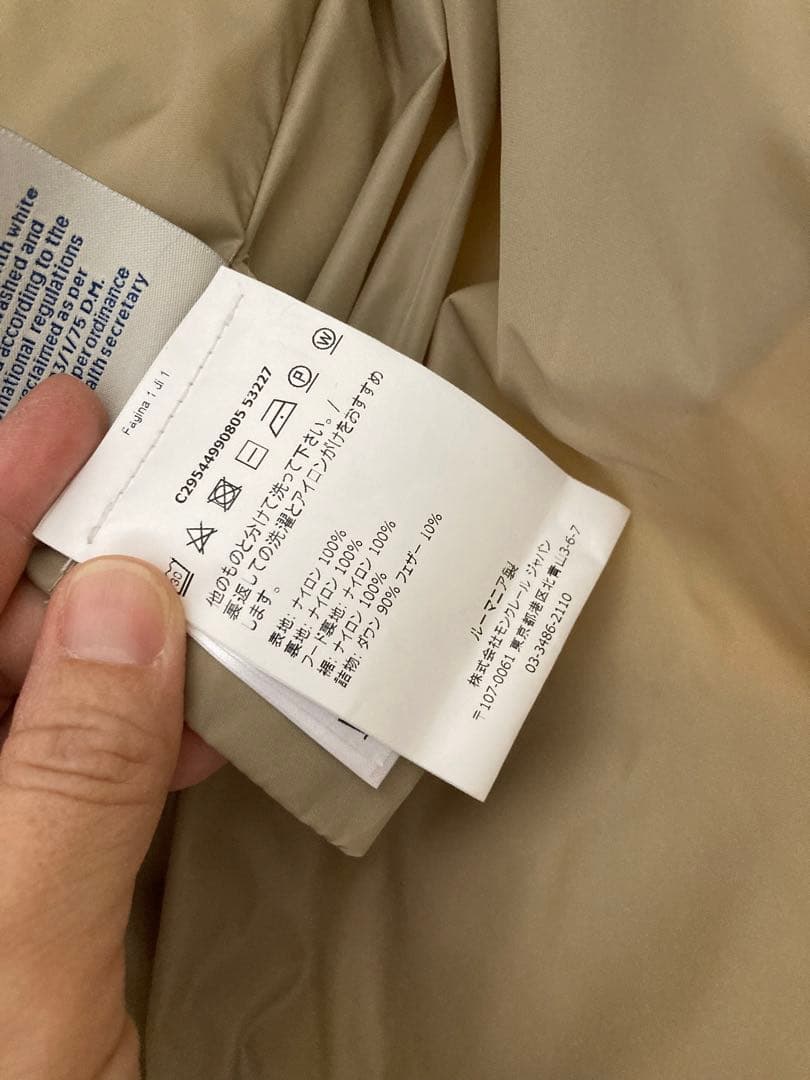 th white
ashed and
d according to the
national regulations
eclaimed as per
3/1/75 D.M.
per ordinance
alth secretary
Pagina 1 di 1
C29544990805 53227
30
P
W
他のものと分けて洗って下さい。/
裏返しての洗濯とアイロンがけをおすすめ
します。
表地: ナイロン 100%
裏地: ナイロン 100%
フード裏地: ナイロン 100%
裾: ナイロン 100%
詰物: ダウン 90% フェザー 10%
ルーマニア製
株式会社モンクレール ジャパン
〒107-0061 東京都港区北青山3-6-7
03-3486-2110